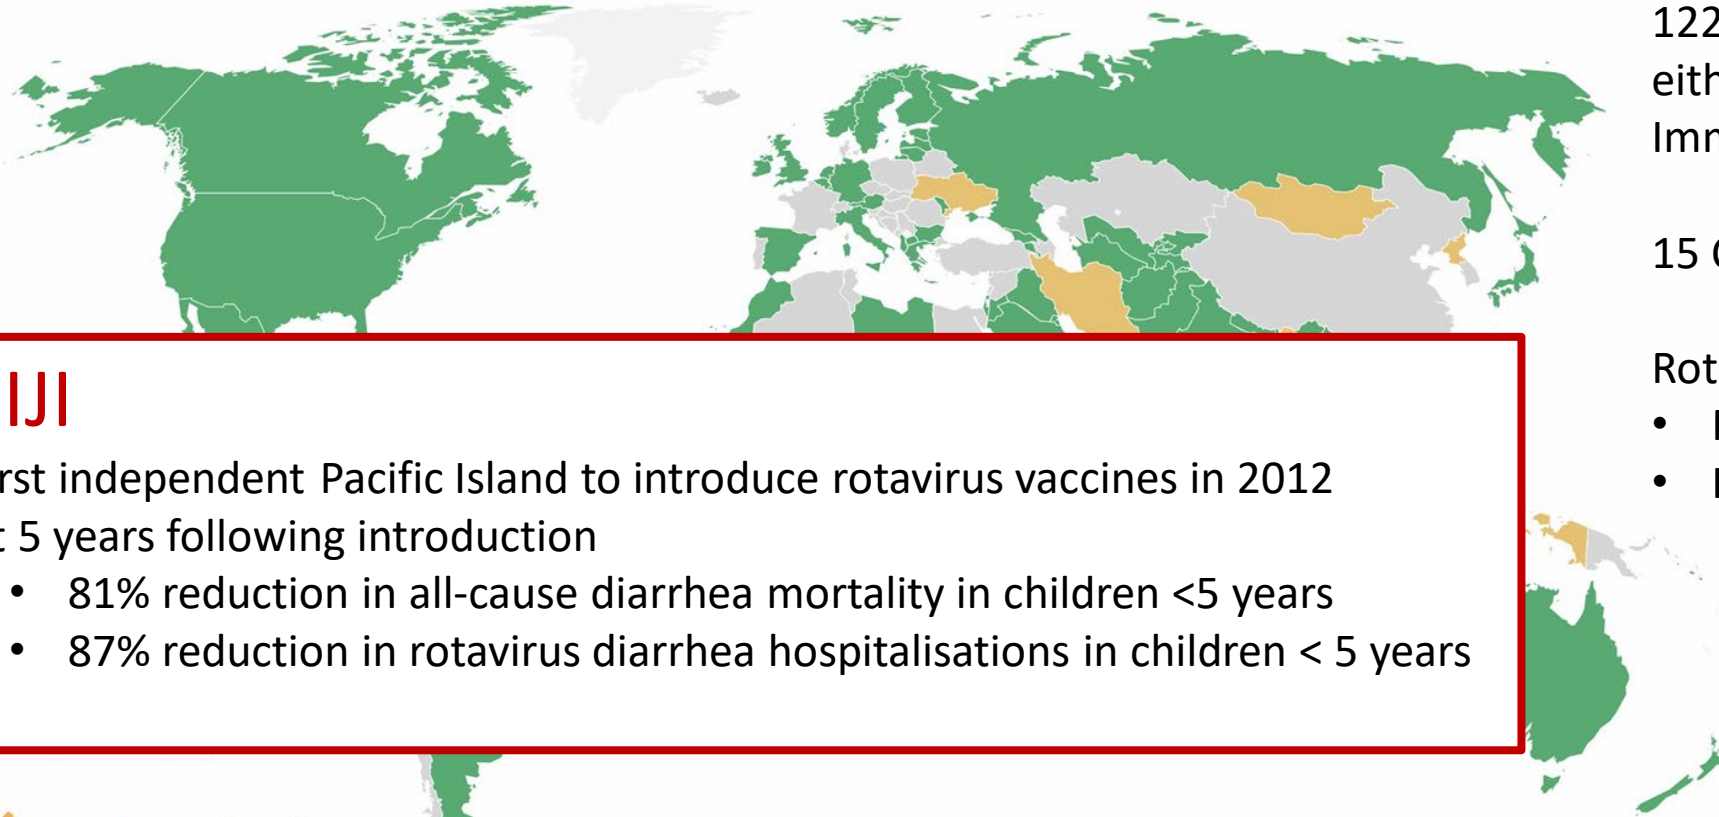 IJI
rst independent Pacific Island to introduce rotavirus vaccines in 2012
5 years following introduction
• 81% reduction in all-cause diarrhea mortality in children <5 years
• 87% reduction in rotavirus diarrhea hospitalisations in children < 5 years
122
eith
Imm
15
Rot
•
•